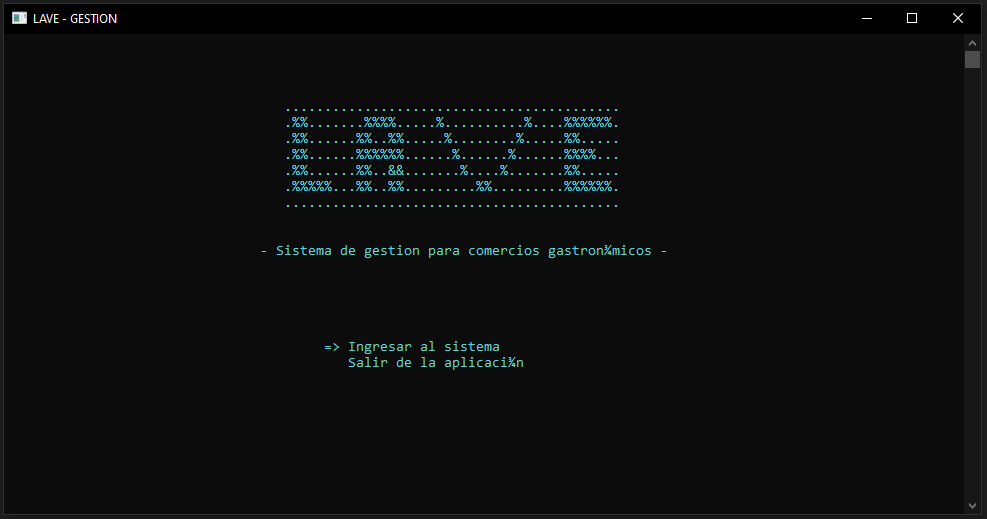 LAVE - GESTION
..........................................
.%%.......%%%%.....%..........%....%%%%%%.
.%%......%%..%%.....%........%.....%%.....
.%%......%%%%%%......%......%......%%%%...
.%%......%%..&&.......%....%.......%%.....
.%%%%%...%%..%%.........%%.........%%%%%%.
..........................................
- Sistema de gestion para comercios gastron¾micos -
=> Ingresar al sistema
Salir de la aplicaci¾n